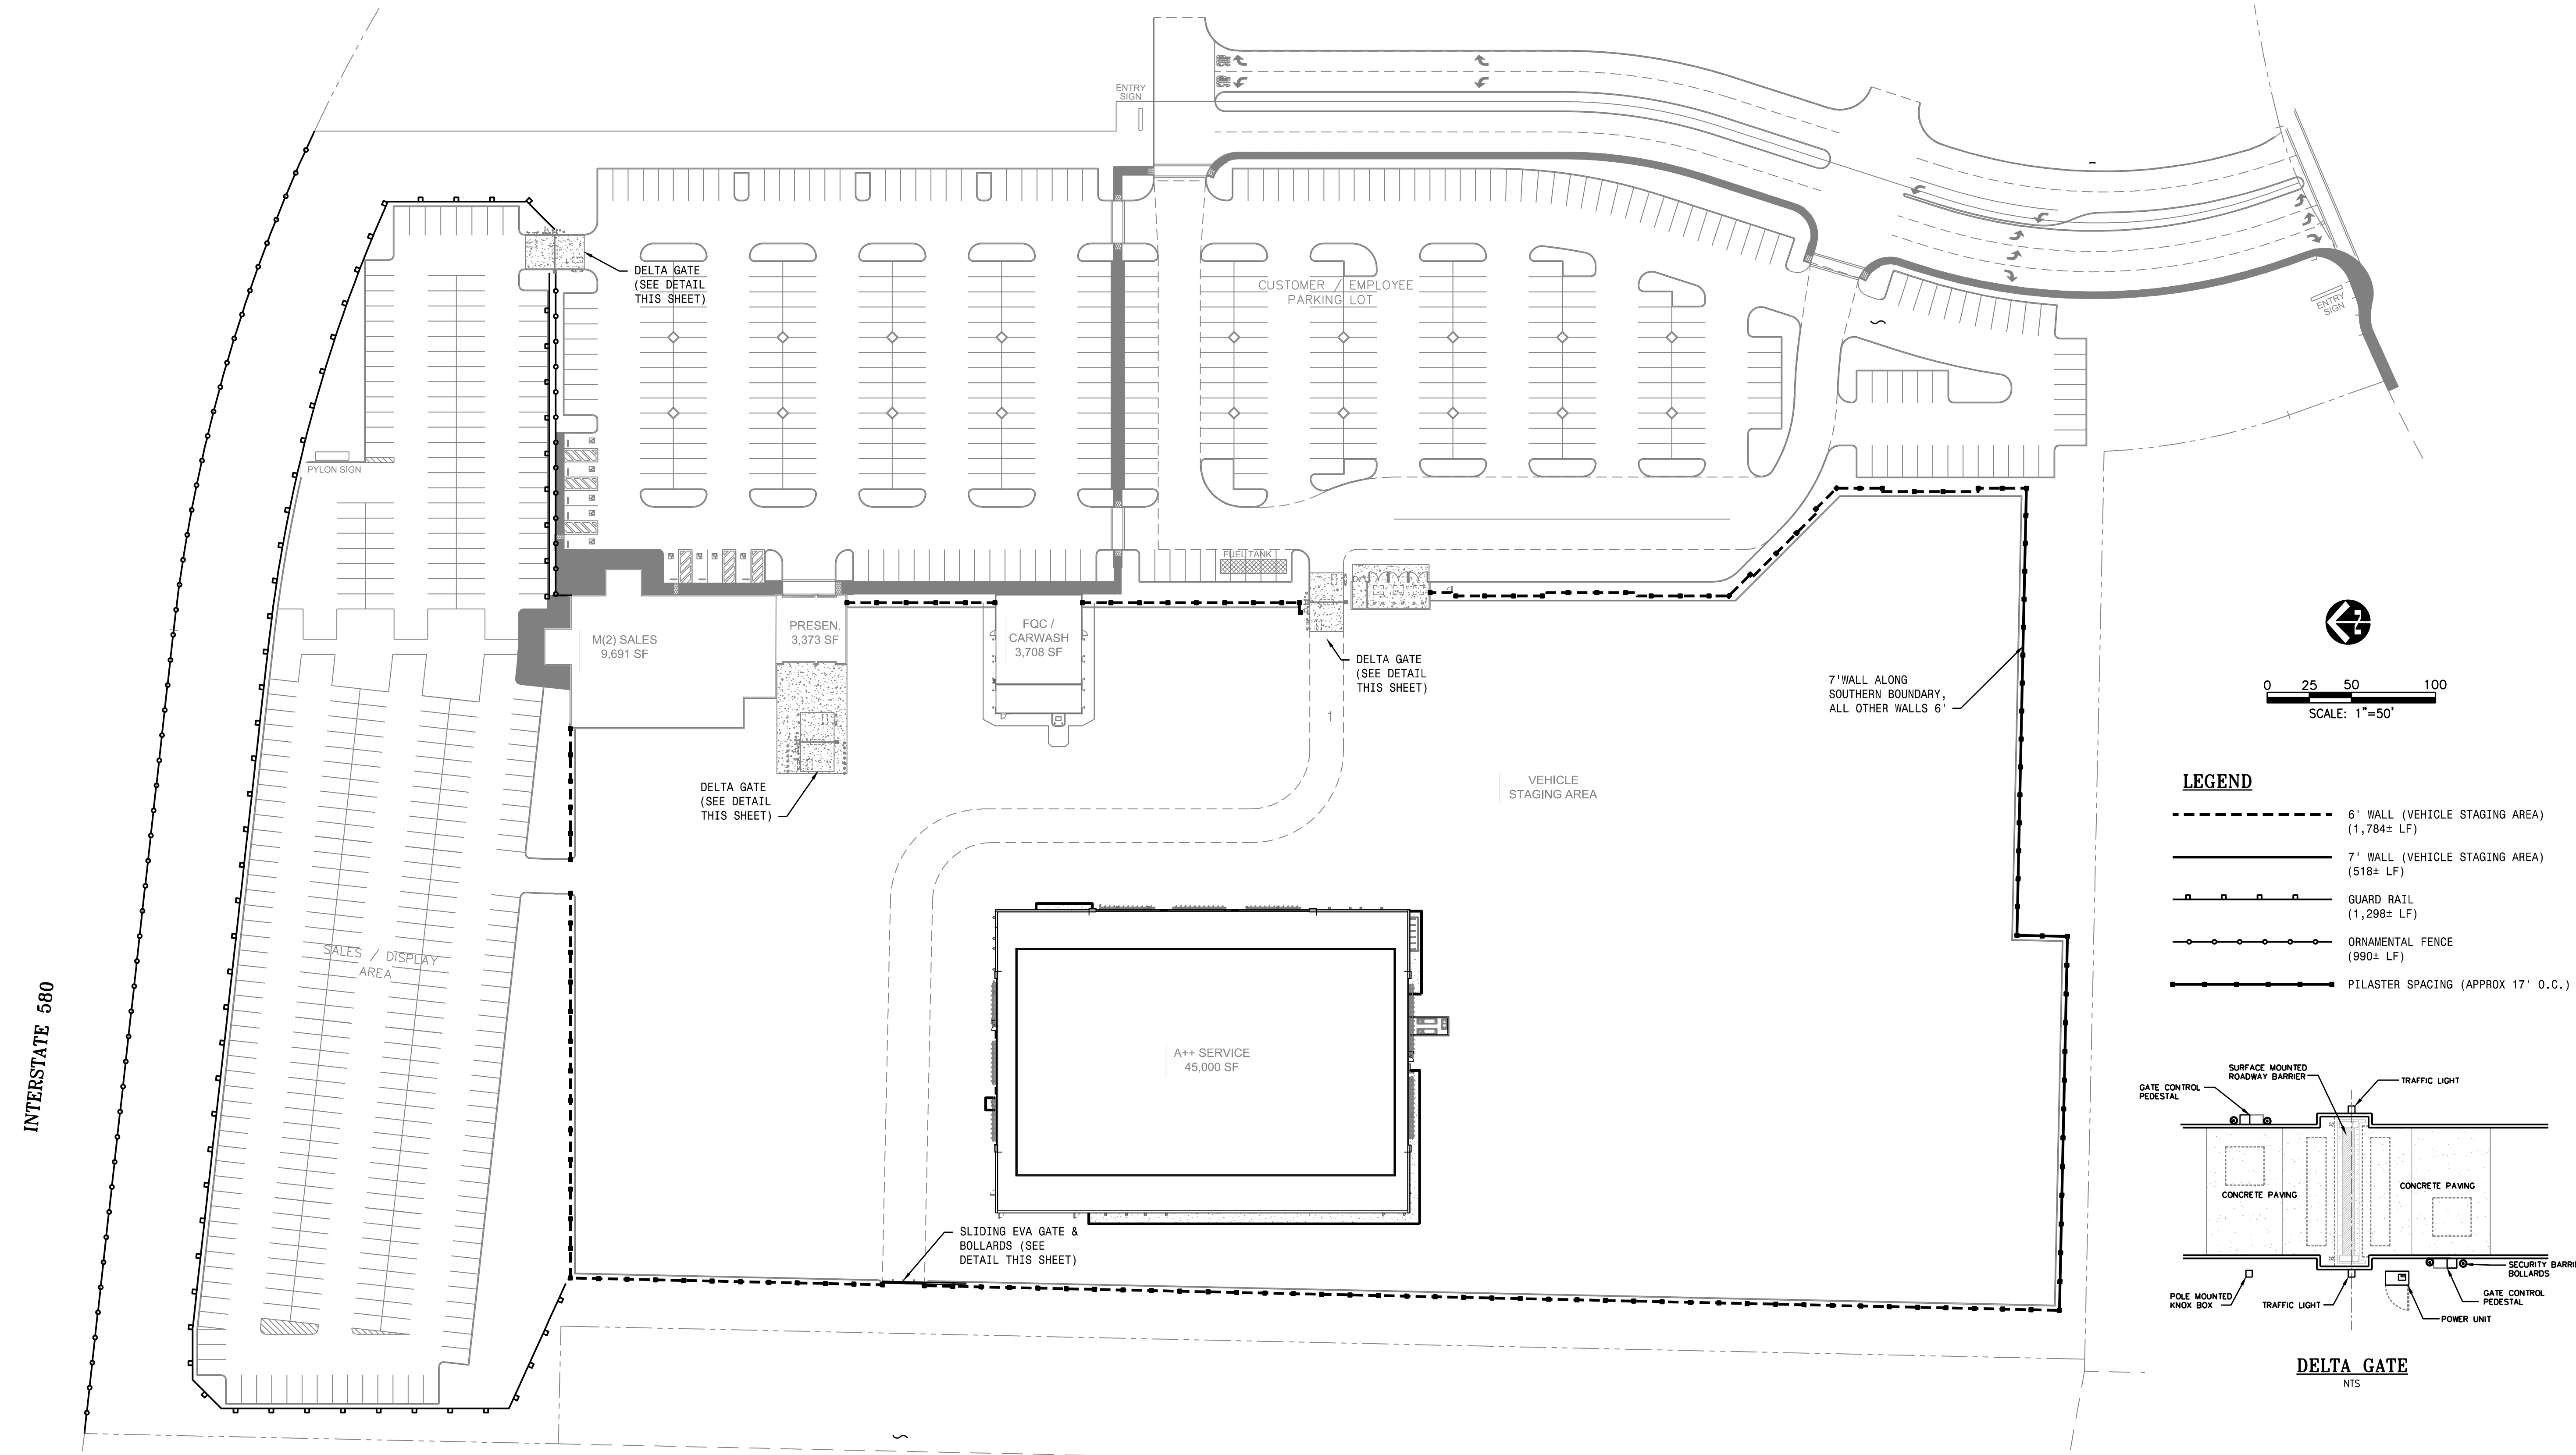 ENTRY
SIGN
DELTA GATE
(SEE DETAIL
THIS SHEET)
CUSTOMER / EMPLOYEE
PARKING LOT
ENTRY
SIGN
PYLON SIGN
FUEL TANK
M(2) SALES
9,691 SF
PRESEN.
3,373 SF
FQC /
CARWASH
3,708 SF
DELTA GATE
(SEE DETAIL
THIS SHEET)
7'WALL ALONG
SOUTHERN BOUNDARY,
ALL OTHER WALLS 6'
1
DELTA GATE
(SEE DETAIL
THIS SHEET)
VEHICLE
STAGING AREA
SALES / DISPLAY
AREA
INTERSTATE 580
A++ SERVICE
45,000 SF
SLIDING EVA GATE &
BOLLARDS (SEE
DETAIL THIS SHEET)
0 25 50 100
SCALE: 1"=50'
LEGEND
6' WALL (VEHICLE STAGING AREA)
(1,784± LF)
7' WALL (VEHICLE STAGING AREA)
(518± LF)
GUARD RAIL
(1,298± LF)
ORNAMENTAL FENCE
(990± LF)
PILASTER SPACING (APPROX 17' O.C.)
SURFACE MOUNTED
ROADWAY BARRIER
TRAFFIC LIGHT
GATE CONTROL
PEDESTAL
CONCRETE PAVING
CONCRETE PAVING
SECURITY BARRI
BOLLARDS
POLE MOUNTED
KNOX BOX
TRAFFIC LIGHT
GATE CONTROL
PEDESTAL
POWER UNIT
DELTA GATE
NTS